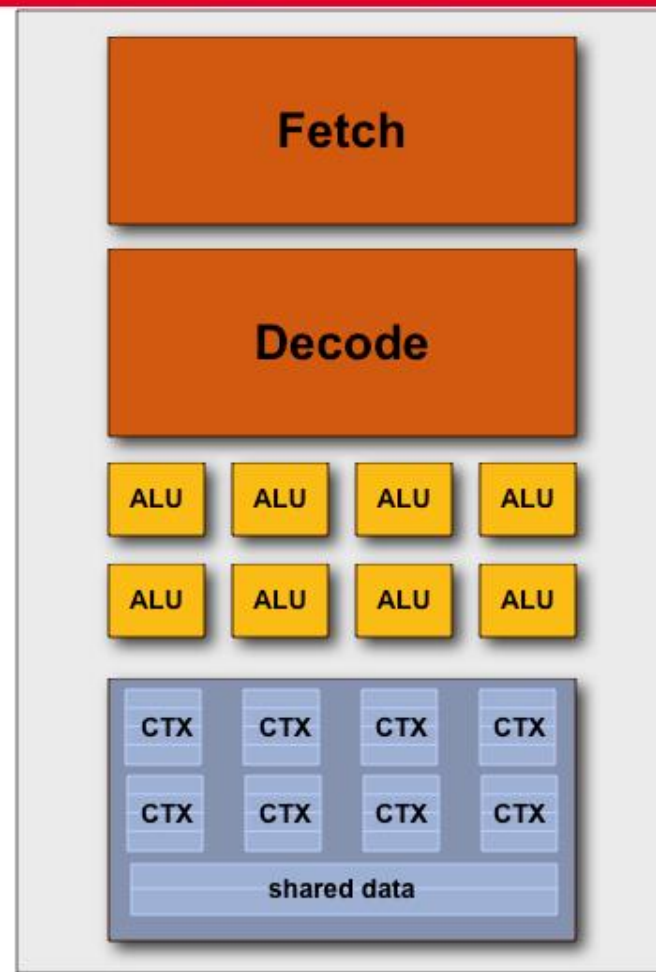 Fetch
Decode
ALU ALU ALU ALU
ALU ALU ALU ALU
CTX CTX CTX CTX
CTX CTX CTX CTX
shared data